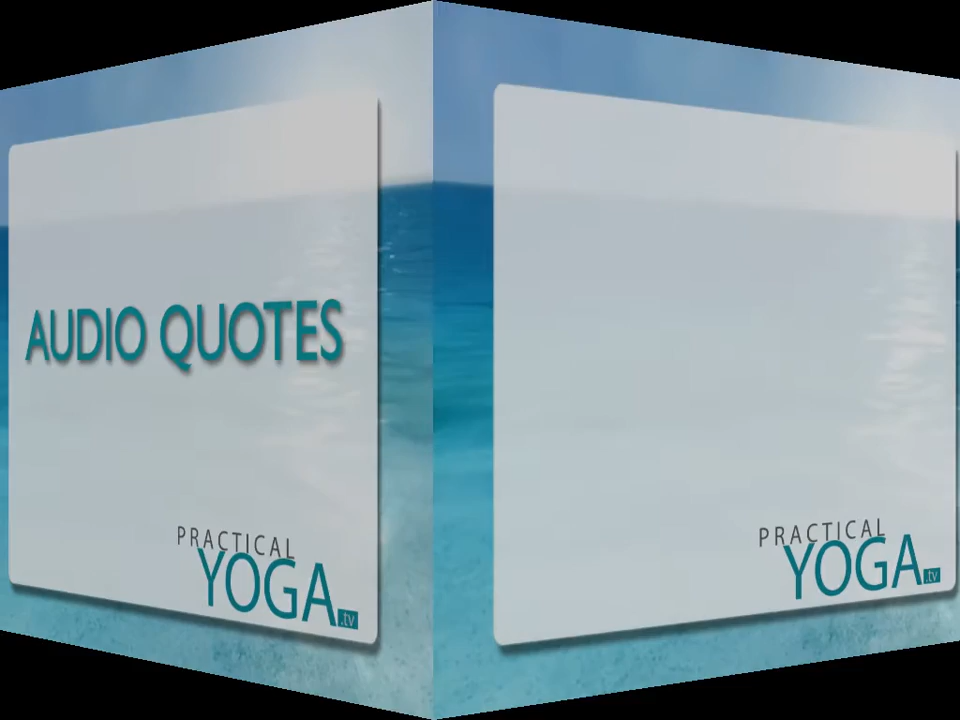 AUDIO QUOTES
PRACTICAL
YOGA.tv
PRACTICAL
YOGA.tv